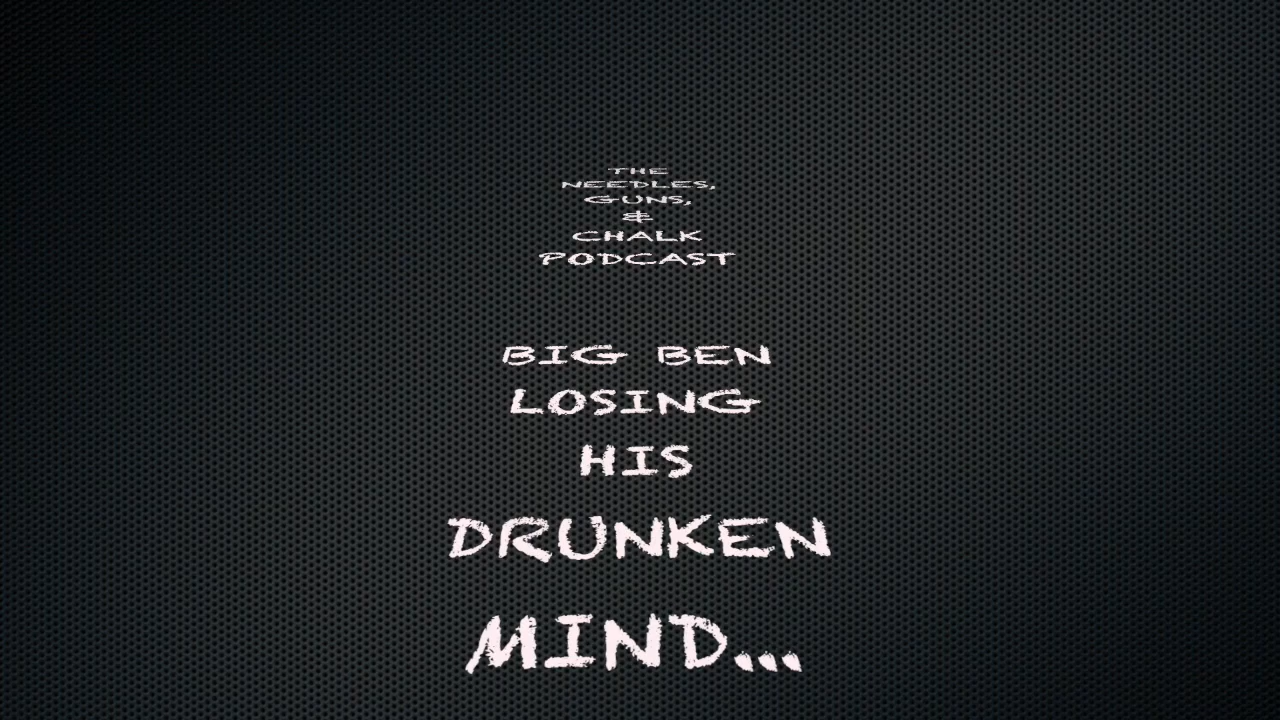 THE
NEEDLES,
GUNS,
&
CHALK
PODCAST
BIG BEN
LOSING
HIS
DRUNKEN
MIND...